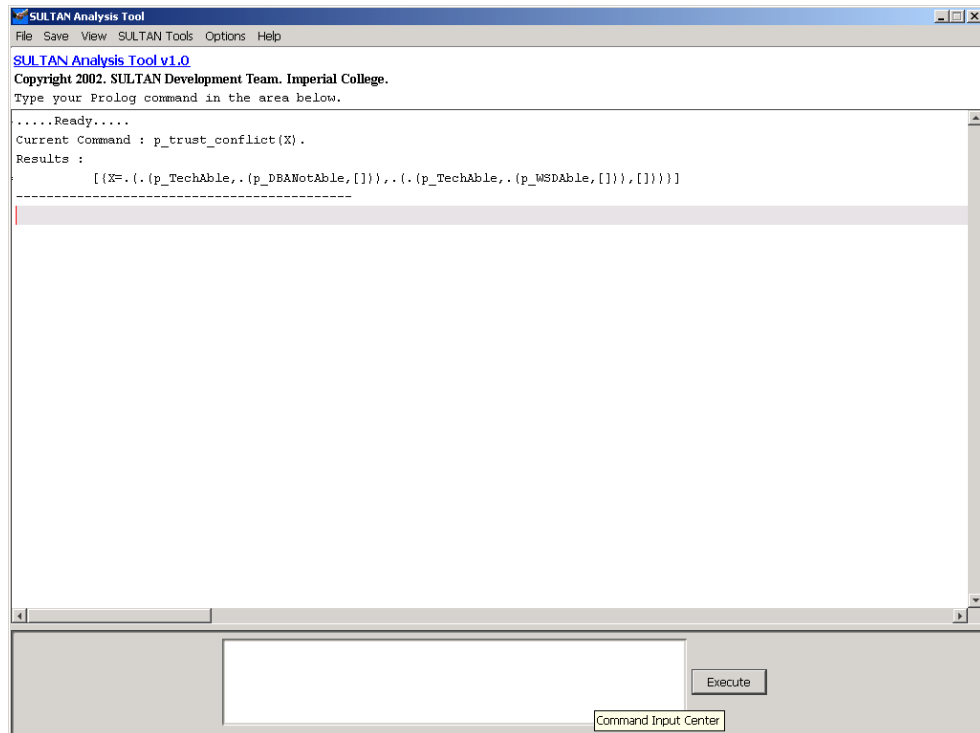 SULTAN Analysis Tool
File Save View SULTAN Tools Options Help
SULTAN Analysis Tool v1.0
Copyright 2002. SULTAN Development Team. Imperial College.
Type your Prolog command in the area below.
.....Ready.....
Current Command : p_trust_conflict(X).
Results :
[{X=.(.(p_TechAble,.(p_DBANotAble,[])),.(.(p_TechAble,.(p_WSDAble,[])),[]))}]
--------------------------------------------
Execute
Command Input Center